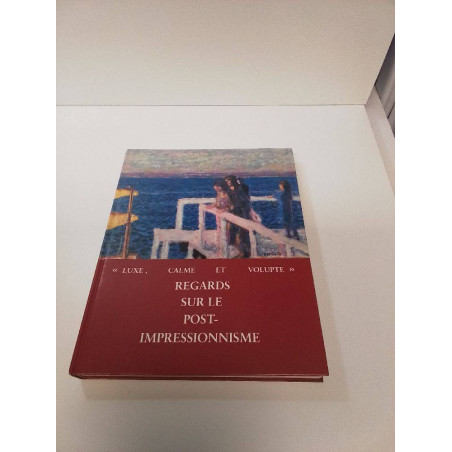 « LUXE, CALME ET VOLUPTE »
REGARDS
SUR LE
POST-
IMPRESSIONNISME